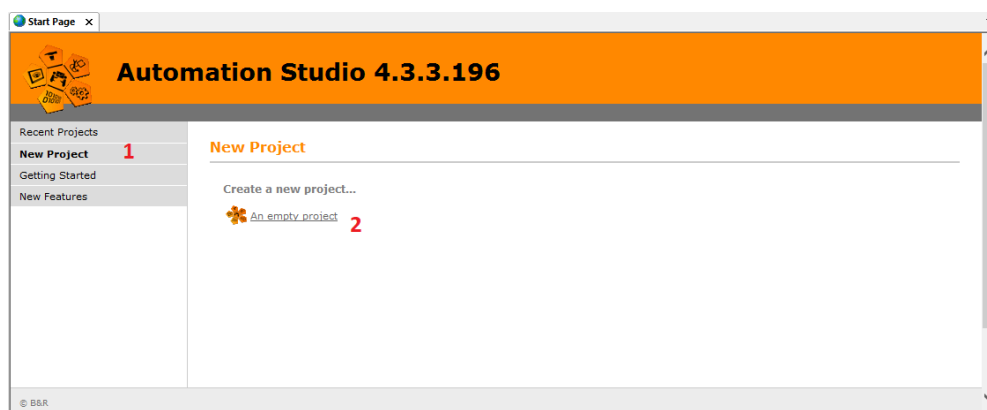 Start Page
Automation Studio 4.3.3.196
Recent Projects
New Project 1
Getting Started
New Features
New Project
Create a new project...
An empty project 2
© B&R